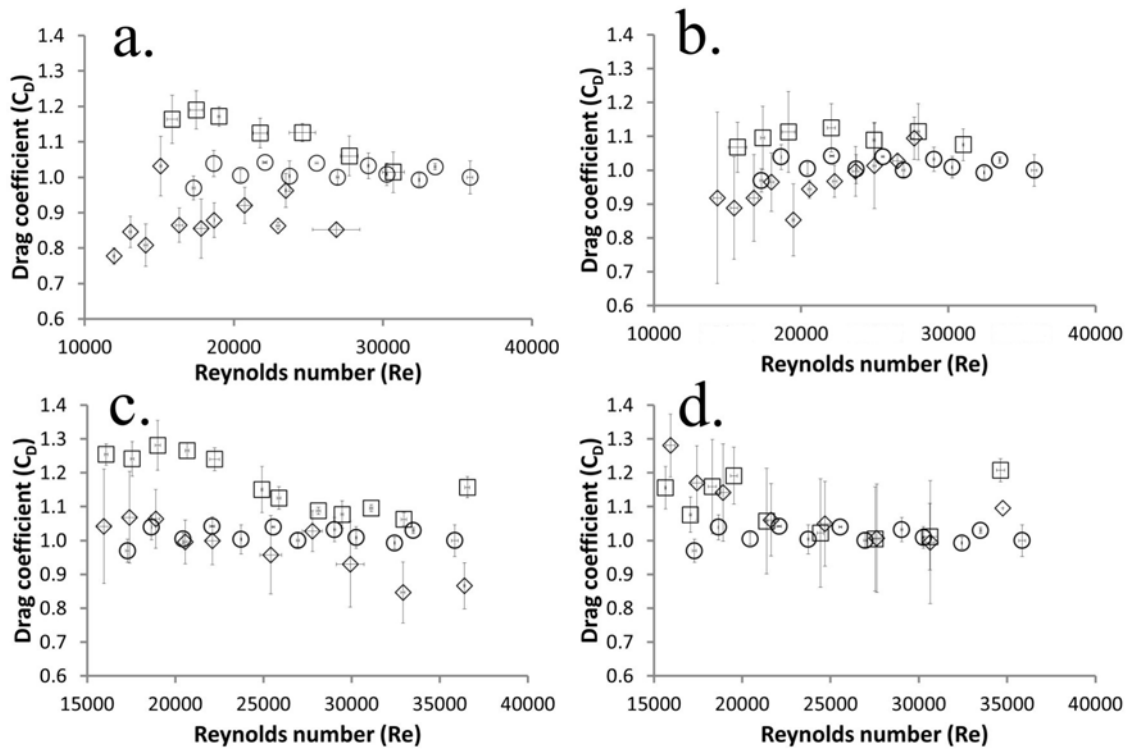 a.
Drag coefficient (C_D)
1.4
1.3
1.2
1.1
1.0
0.9
0.8
0.7
0.6
10000 20000 30000 40000
Reynolds number (Re)
b.
Drag coefficient (C_D)
1.4
1.3
1.2
1.1
1.0
0.9
0.8
0.7
0.6
10000 20000 30000 40000
Reynolds number (Re)
c.
Drag coefficient (C_D)
1.4
1.3
1.2
1.1
1.0
0.9
0.8
0.7
0.6
15000 20000 25000 30000 35000 40000
Reynolds number (Re)
d.
Drag coefficient (C_D)
1.4
1.3
1.2
1.1
1.0
0.9
0.8
0.7
0.6
15000 20000 25000 30000 35000 40000
Reynolds number (Re)